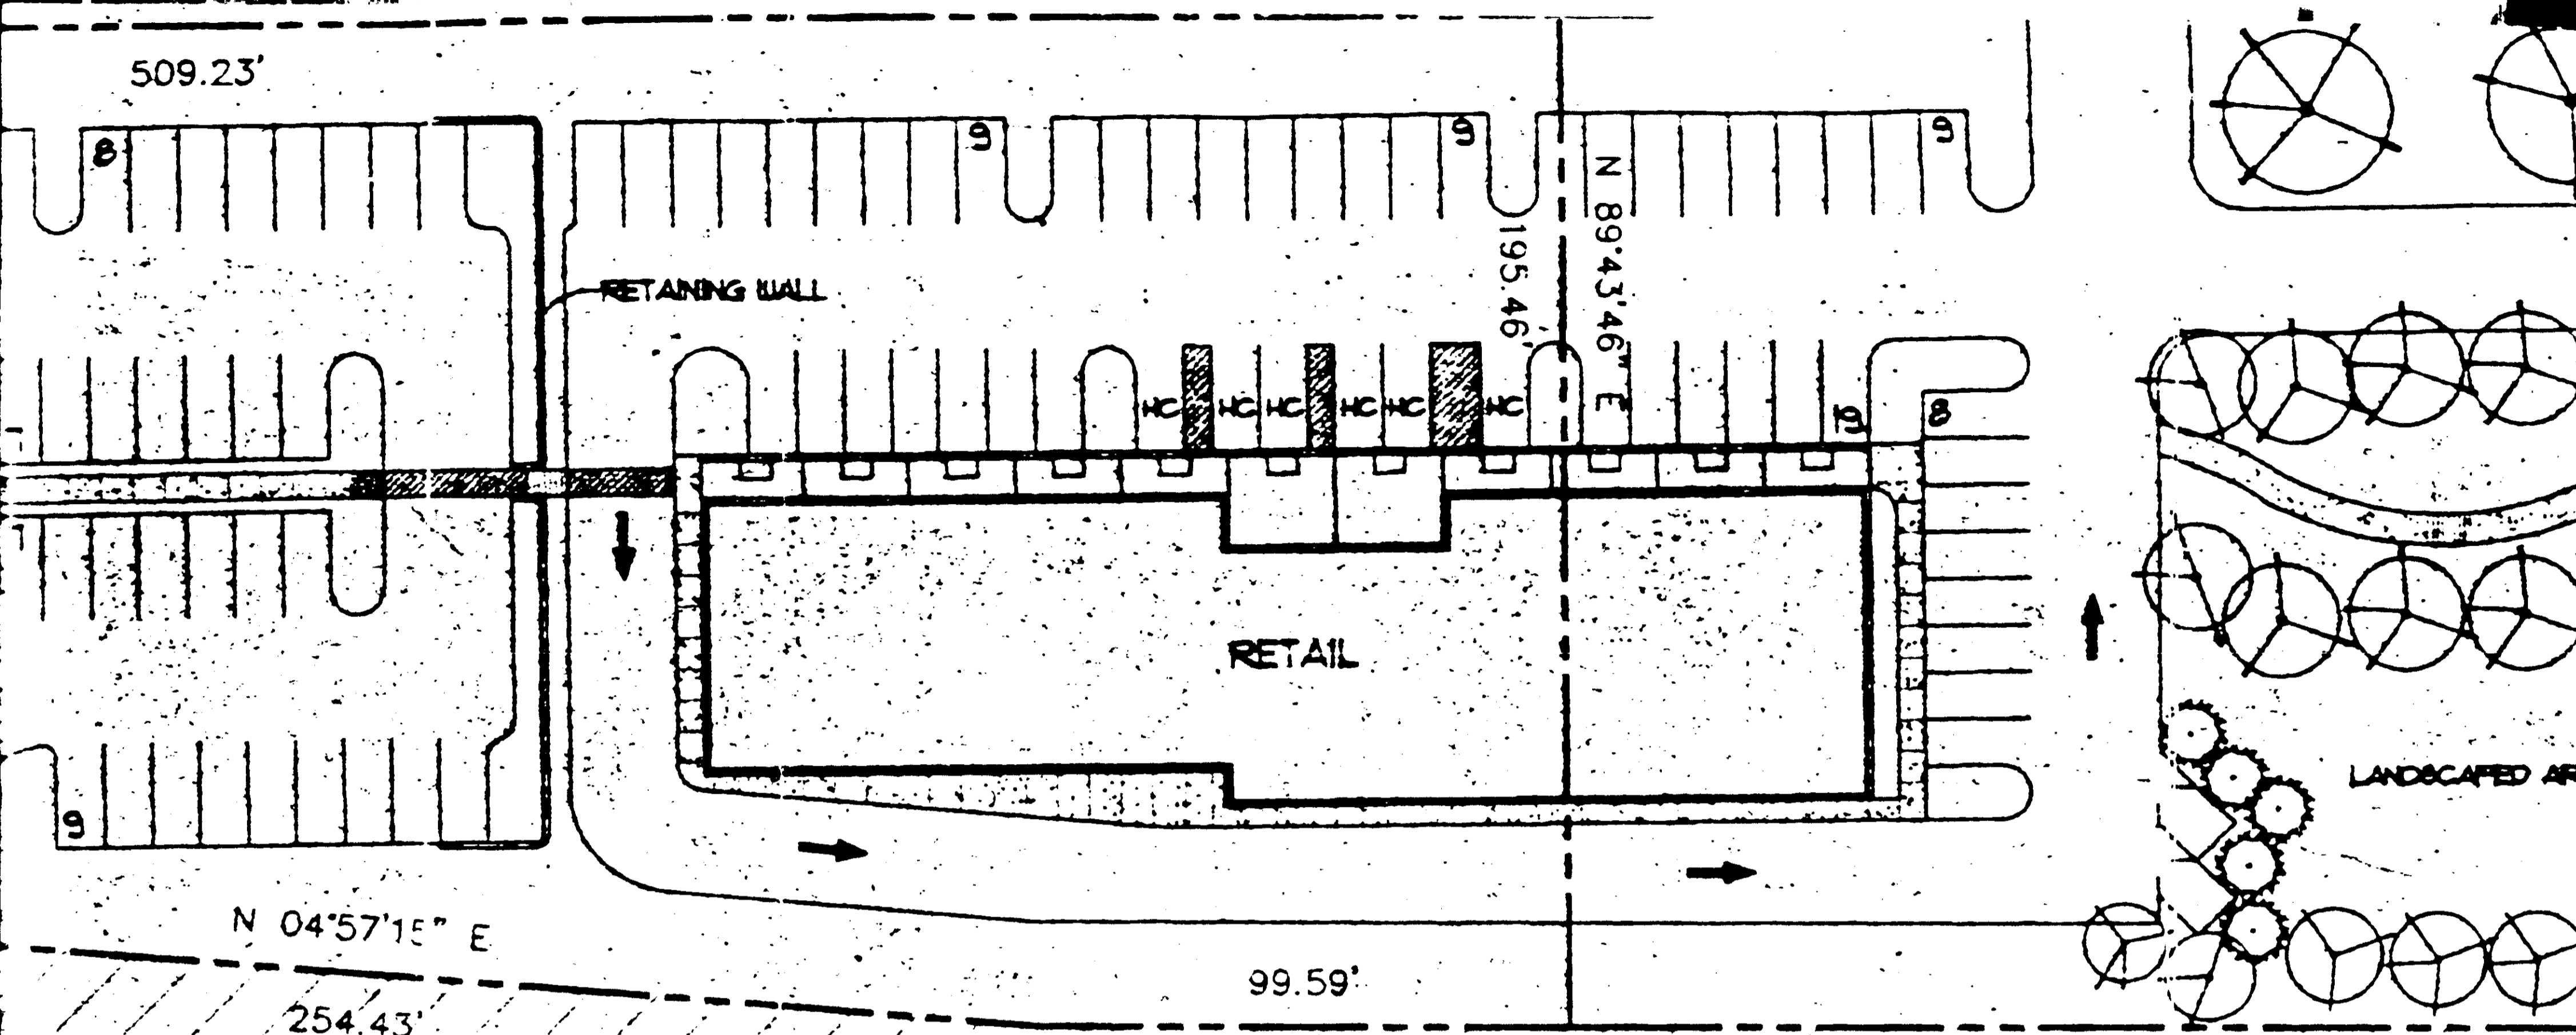 509.23'
8
9
9
9
N 89°43'46" E
195.46'
RETAINING WALL
HC HC HC HC HC HC
8
RETAIL
LANDSCAPED
9
N 04°57'15" E
99.59'
254.43'